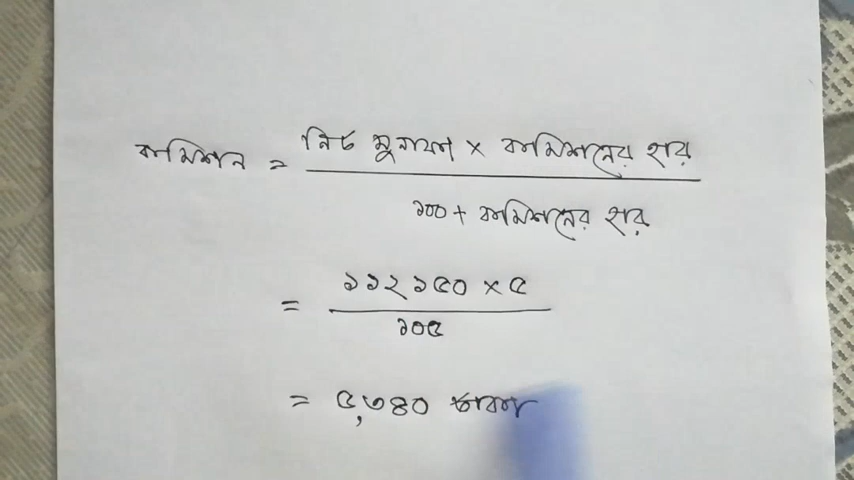 কমিশন = নিট মুনাফা × কমিশনের হার
১০০ + কমিশনের হার
= ১১২১৫০ × ৫
১০৫
= ৫,৩৪০ টাকা